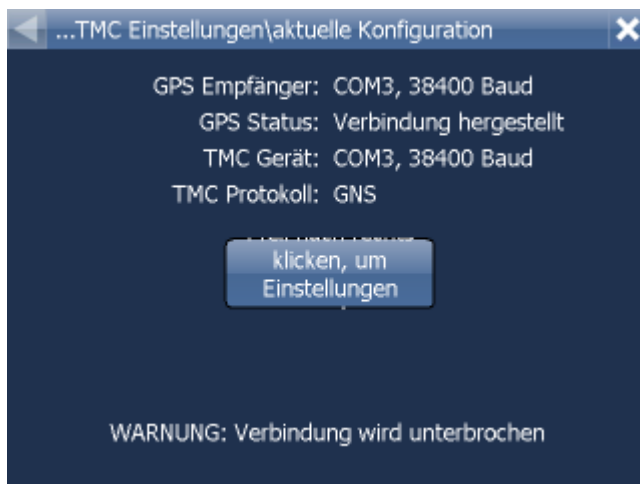 ...TMC Einstellungen\aktuelle Konfiguration
GPS Empfänger: COM3, 38400 Baud
GPS Status: Verbindung hergestellt
TMC Gerät: COM3, 38400 Baud
TMC Protokoll: GNS
klicken, um
Einstellungen
WARNUNG: Verbindung wird unterbrochen